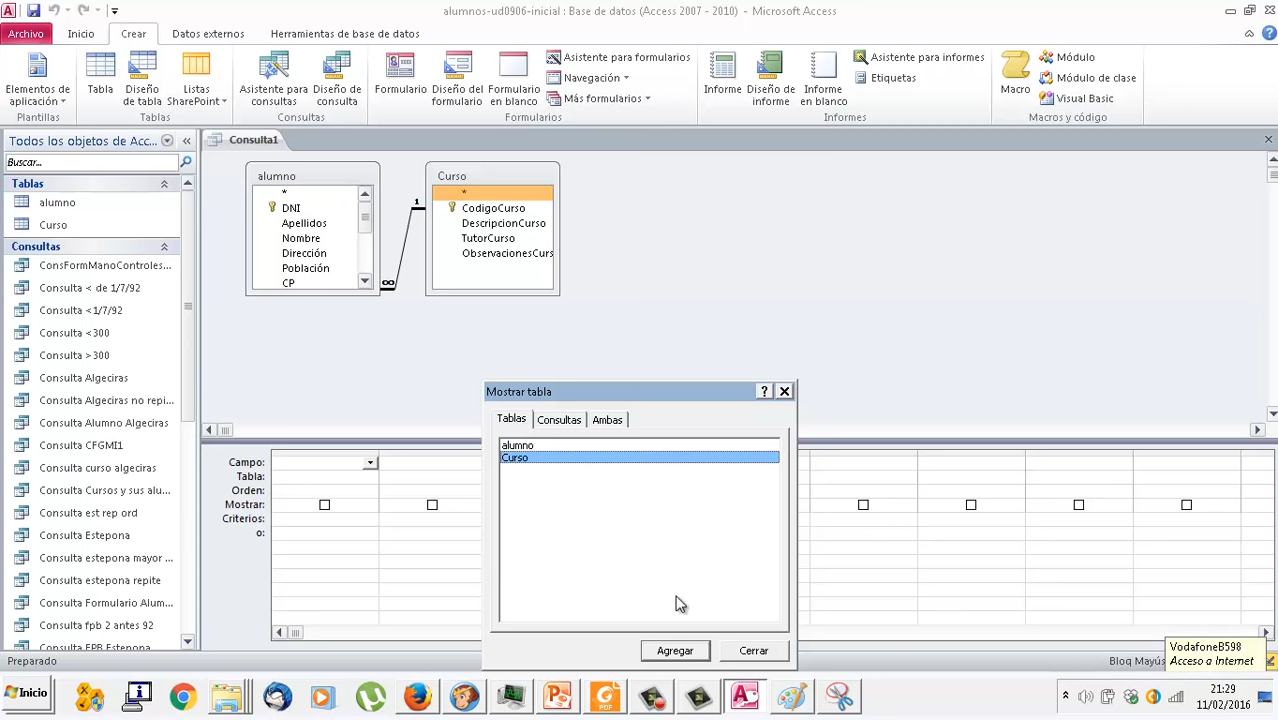 alumnos-ud0906-inicial : Base de datos (Access 2007 - 2010) - Microsoft Access
Archivo Inicio Crear Datos externos Herramientas de base de datos
Elementos de aplicación
Tabla
Diseño de tabla
Listas SharePoint
Asistente para consultas
Diseño de consulta
Formulario
Diseño del formulario
Formulario en blanco
Asistente para formularios
Navegación
Más formularios
Informe
Diseño de informe
Informe en blanco
Asistente para informes
Etiquetas
Macro
Módulo
Módulo de clase
Visual Basic
Plantillas Tablas Consultas Formularios Informes Macros y código
Todos los objetos de Acc...
Buscar...
Tablas
alumno
Curso
Consultas
ConsFormManoControles...
Consulta < de 1/7/92
Consulta <1/7/92
Consulta <300
Consulta >300
Consulta Algeciras
Consulta Algeciras no repi...
Consulta Alumno Algeciras
Consulta CFGMI1
Consulta curso algeciras
Consulta Cursos y sus alu...
Consulta est rep ord
Consulta Estepona
Consulta estepona mayor ...
Consulta estepona repite
Consulta Formulario Alum...
Consulta fpb 2 antes 92
Consulta FPB Estepona
Consulta1
alumno
*
DNI
Apellidos
Nombre
Dirección
Población
CP
1
∞
Curso
*
CodigoCurso
DescripcionCurso
TutorCurso
ObservacionesCurs
Campo:
Tabla:
Orden:
Mostrar:
Criterios:
o:
Mostrar tabla
?
Tablas Consultas Ambas
alumno
Curso
Agregar Cerrar
Preparado
Bloq Mayús
VodafoneB598
Acceso a Internet
Inicio
PDF
21:29
11/02/2016